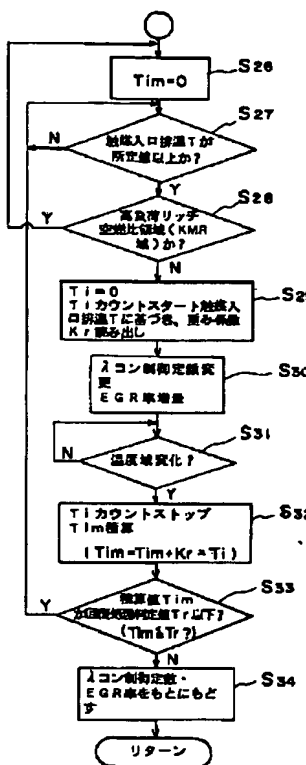 S26
Tim=0
S27
触媒入口排温Tが
所定値以上か?
N
Y
S28
高負荷リッチ
空燃比領域(KMR
域)か?
Y
N
S29
Ti=0
Tiカウントスタート触媒入
口排温Tに基づき、重み係数
Kr読み出し
S30
λコン制御定数変
更
EGR率増量
S31
温度域変化?
N
Y
S32
Tiカウントストップ
Tim積算
(Tim=Tim+Kr=Ti)
S33
積算値Tim
判定値Tr以下?
(Tim≦Tr?)
Y
N
S34
λコン制御定数・
EGR率をもとにもど
す
リターン